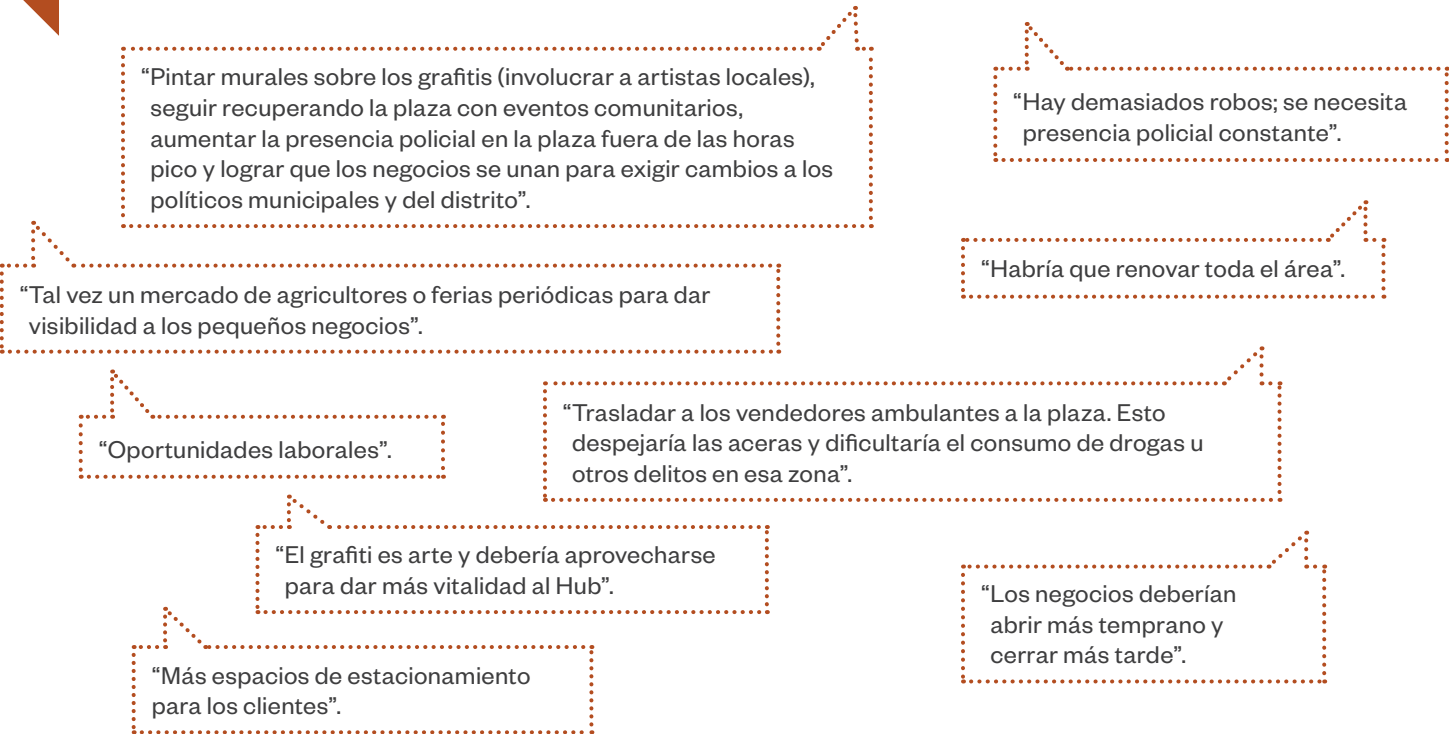 “Pintar murales sobre los grafitis (involucrar a artistas locales),
seguir recuperando la plaza con eventos comunitarios,
aumentar la presencia policial en la plaza fuera de las horas
pico y lograr que los negocios se unan para exigir cambios a los
políticos municipales y del distrito”.
“Hay demasiados robos; se necesita
presencia policial constante”.
“Habría que renovar toda el área”.
“Tal vez un mercado de agricultores o ferias periódicas para dar
visibilidad a los pequeños negocios”.
“Oportunidades laborales”.
“Trasladar a los vendedores ambulantes a la plaza. Esto
despejaría las aceras y dificultaría el consumo de drogas u
otros delitos en esa zona”.
“El grafiti es arte y debería aprovecharse
para dar más vitalidad al Hub”.
“Los negocios deberían
abrir más temprano y
cerrar más tarde”.
“Más espacios de estacionamiento
para los clientes”.